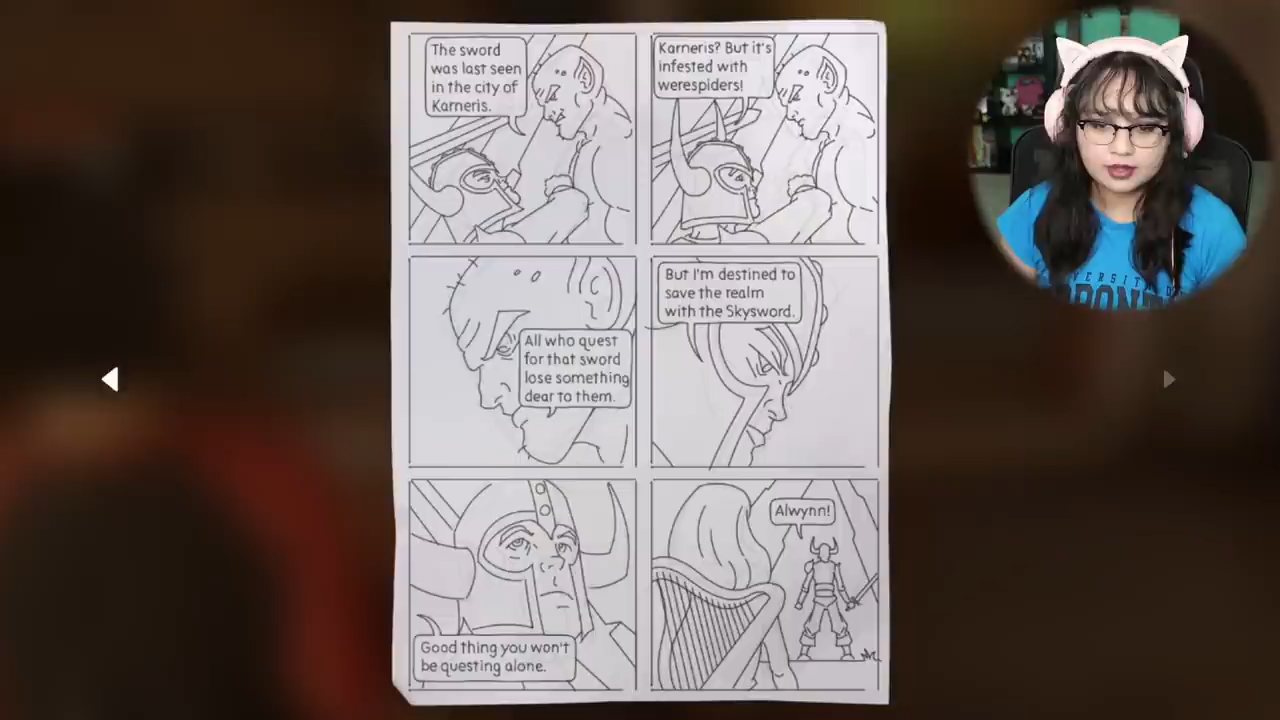 The sword
was last seen
in the city of
Karneris.
Karneris? But it's
infested with
werespiders!
All who quest
for that sword
lose something
dear to them.
But I'm destined to
save the realm
with the Skysword.
Good thing you won't
be questing alone.
Alwynn!